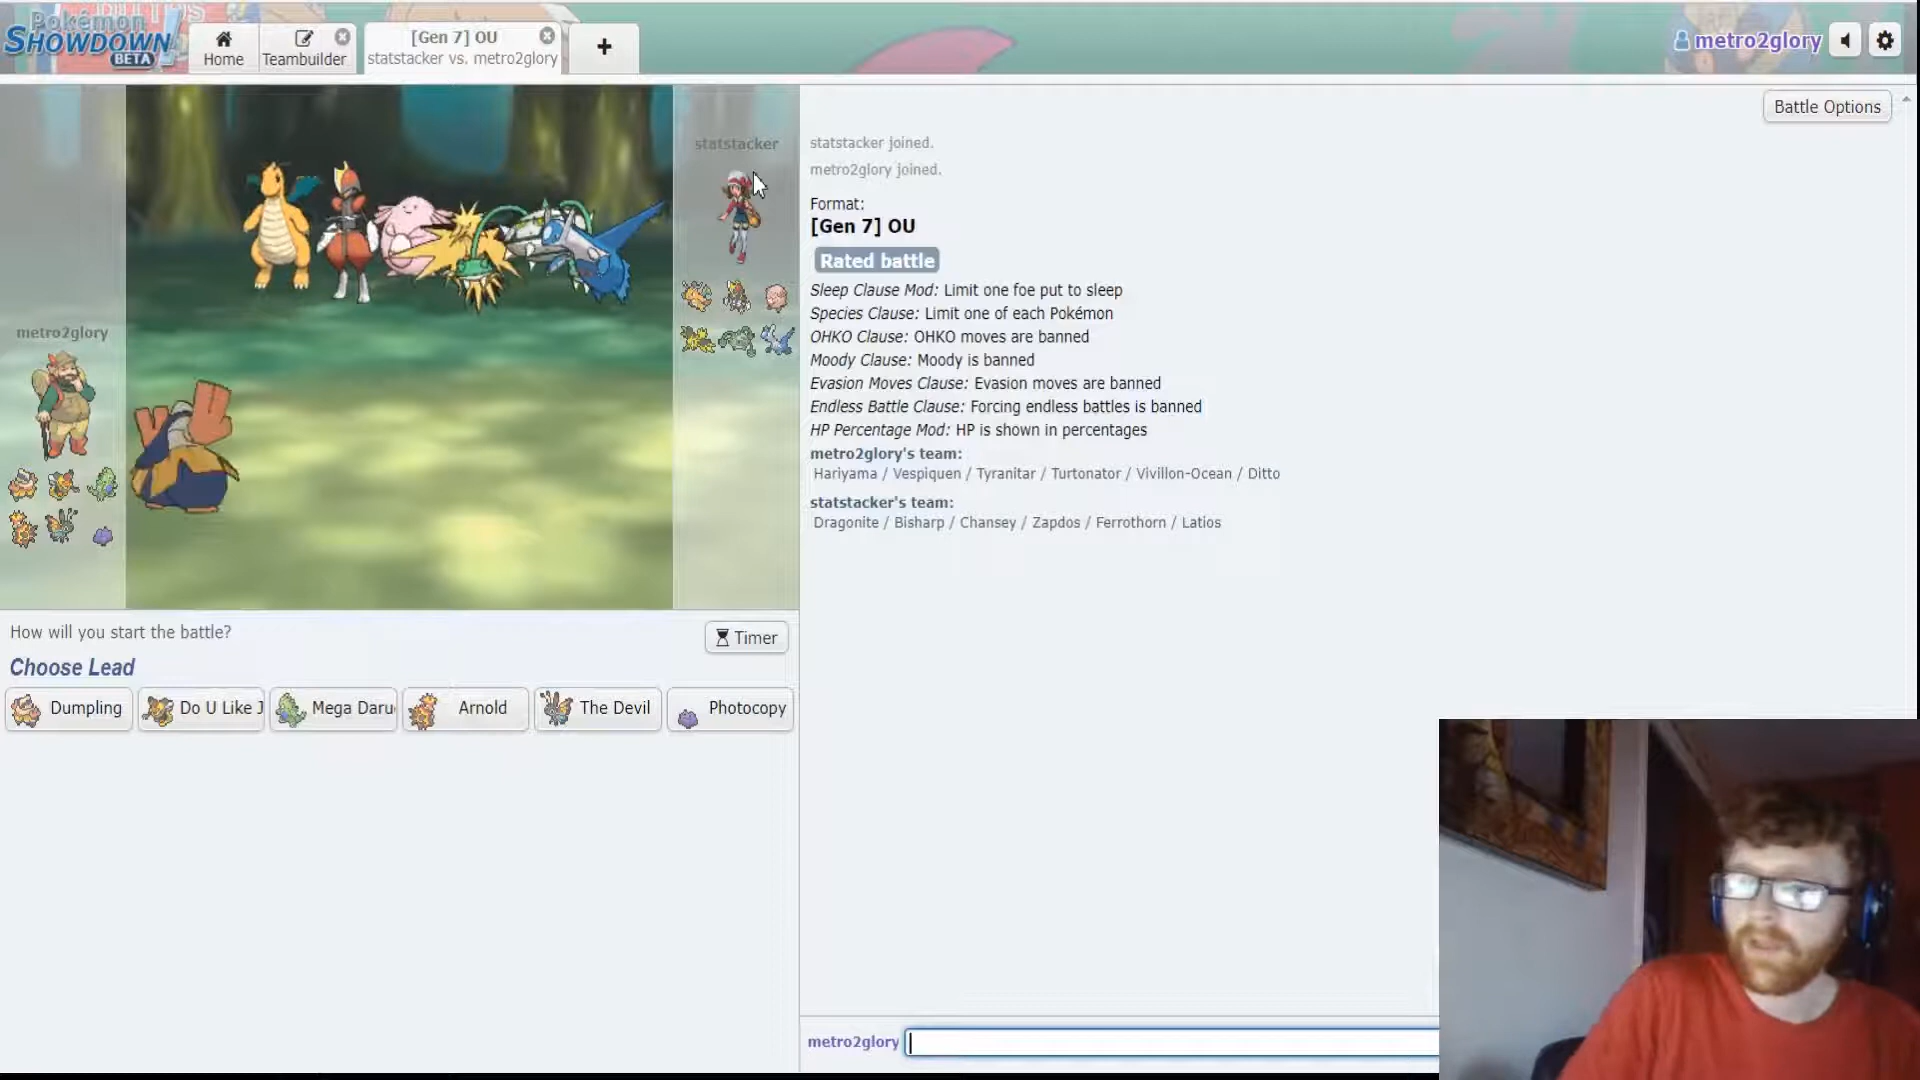 Pokémon
SHOWDOWN
BETA
Home
Teambuilder
[Gen 7] OU
statstacker vs. metro2glory
+
metro2glory
Battle Options
statstacker
metro2glory
statstacker joined.
metro2glory joined.
Format:
[Gen 7] OU
Rated battle
Sleep Clause Mod: Limit one foe put to sleep
Species Clause: Limit one of each Pokémon
OHKO Clause: OHKO moves are banned
Moody Clause: Moody is banned
Evasion Moves Clause: Evasion moves are banned
Endless Battle Clause: Forcing endless battles is banned
HP Percentage Mod: HP is shown in percentages
metro2glory's team:
Hariyama / Vespiquen / Tyranitar / Turtonator / Vivillon-Ocean / Ditto
statstacker's team:
Dragonite / Bisharp / Chansey / Zapdos / Ferrothorn / Latios
How will you start the battle?
Timer
Choose Lead
Dumpling
Do U Like J
Mega Daru
Arnold
The Devil
Photocopy
metro2glory